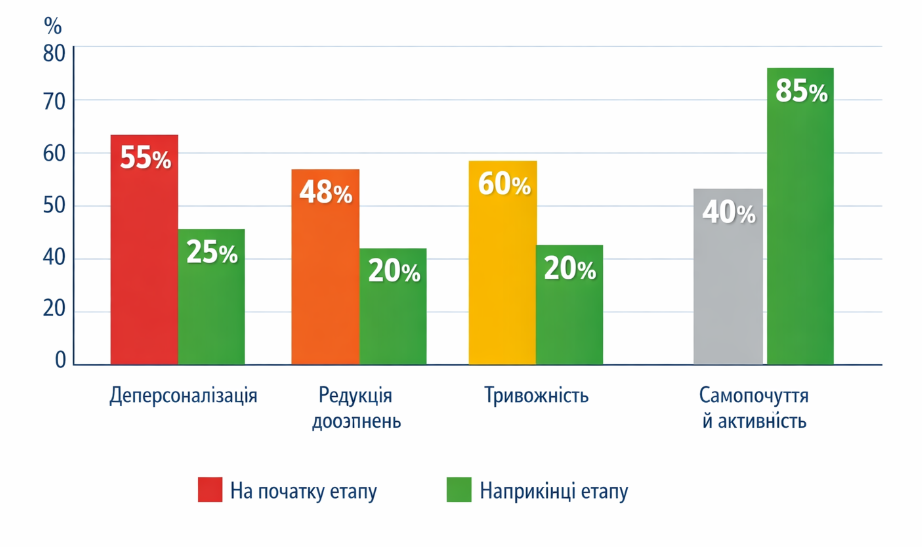 %
80
70
60
50
40
20
0
55%
25%
48%
20%
60%
20%
40%
85%
Деперсоналізація
Редукція
доозпнень
Тривожність
Самопочуття
й активність
На початку етапу
Наприкінці етапу